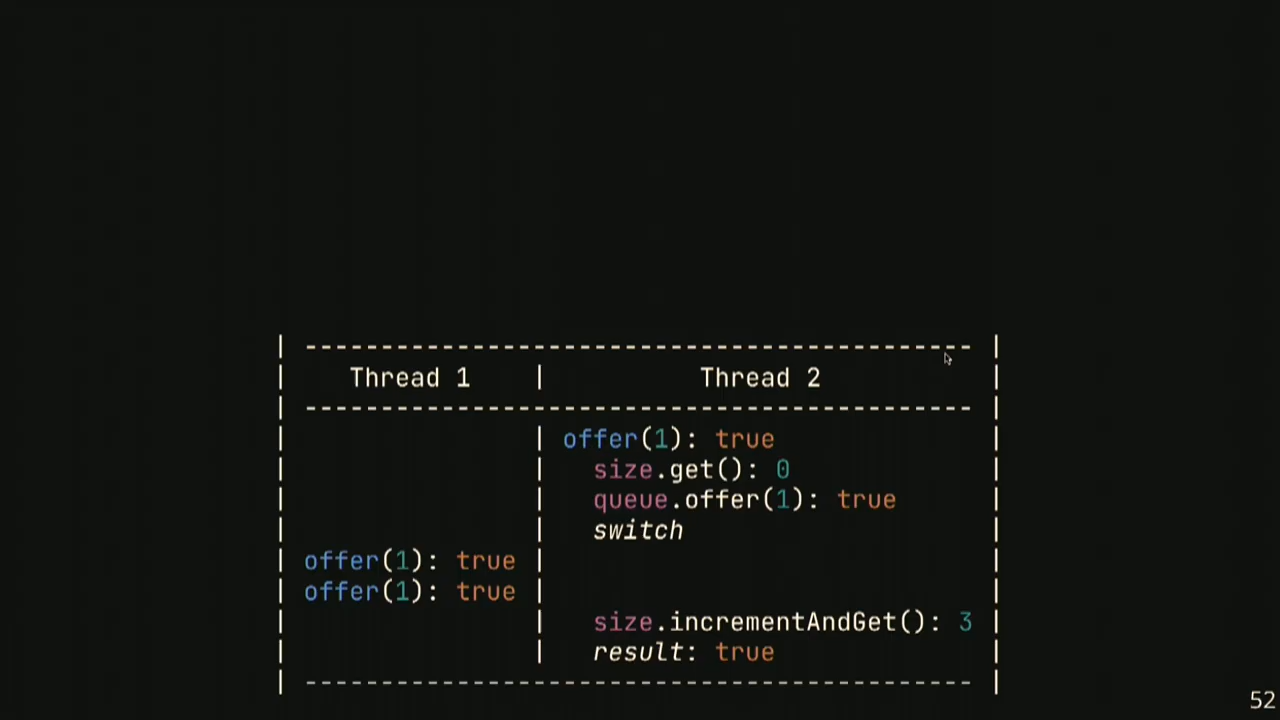 | -------------------------------------------- |
| Thread 1 | Thread 2 |
| -------------------------------------------- |
| | offer(1): true |
| | size.get(): 0 |
| | queue.offer(1): true |
| | switch |
| offer(1): true | |
| offer(1): true | |
| | size.incrementAndGet(): 3 |
| | result: true |
| -------------------------------------------- |
52